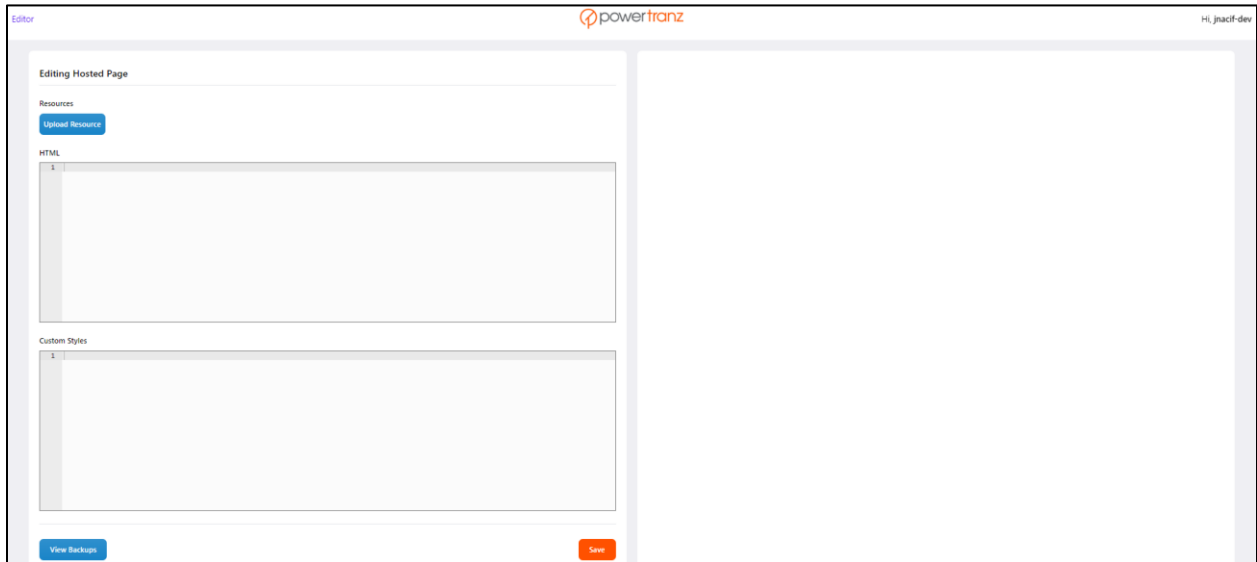 Editor
powertranz
Hi, jnacif-dev
Editing Hosted Page
Resources
Upload Resource
HTML
1
Custom Styles
1
View Backups
Save